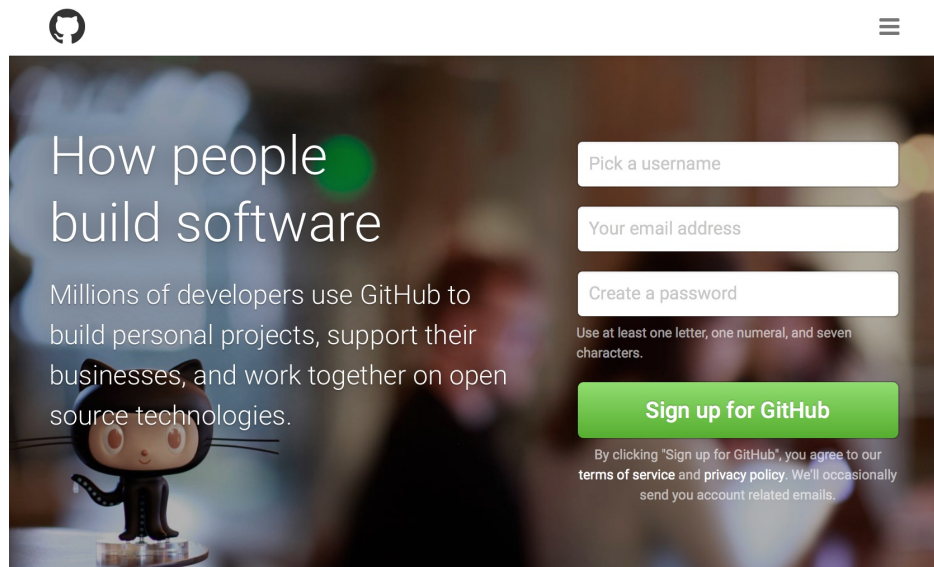 How people
build software
Millions of developers use GitHub to
build personal projects, support their
businesses, and work together on open
source technologies.
Pick a username
Your email address
Create a password
Use at least one letter, one numeral, and seven
characters.
Sign up for GitHub
By clicking "Sign up for GitHub", you agree to our
terms of service and privacy policy. We'll occasionally
send you account related emails.